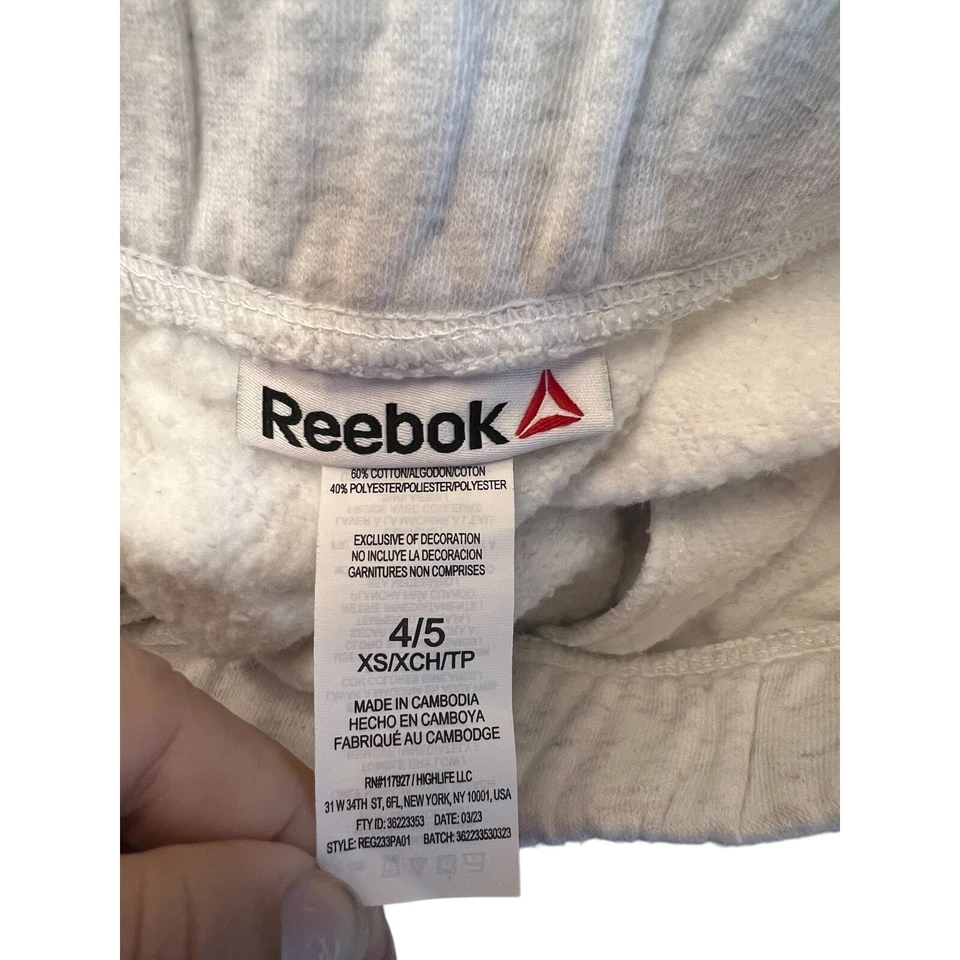 Reebok
60% COTTON/ALGODON/COTON
40% POLYESTER/POLIESTER/POLYESTER
EXCLUSIVE OF DECORATION
NO INCLUYE LA DECORACION
GARNITURES NON COMPRISES
4/5
XS/XCH/TP
MADE IN CAMBODIA
HECHO EN CAMBOYA
FABRIQUÉ AU CAMBODGE
RN#117927 / HIGHLIFE LLC
31 W 34TH ST, 6FL, NEW YORK, NY 10001, USA
FTY ID: 36223353 DATE: 03/23
STYLE: REG233PA01 BATCH: 362233530323